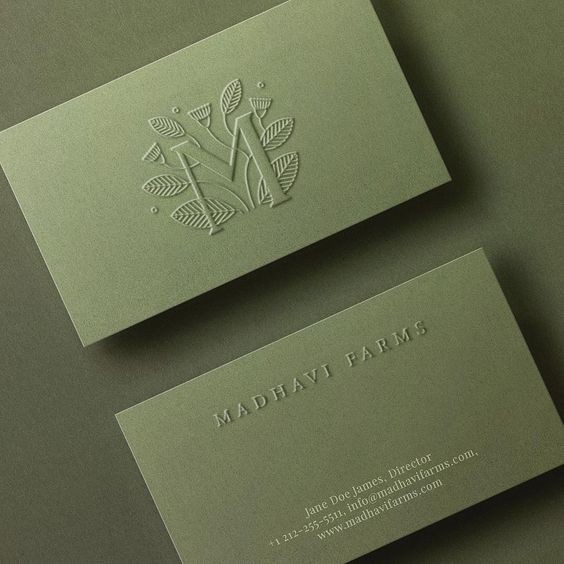 M
MADHAVI FARMS
Jane Doe James, Director
+1 212-255-5511, info@madhavifarms.com,
www.madhavifarms.com